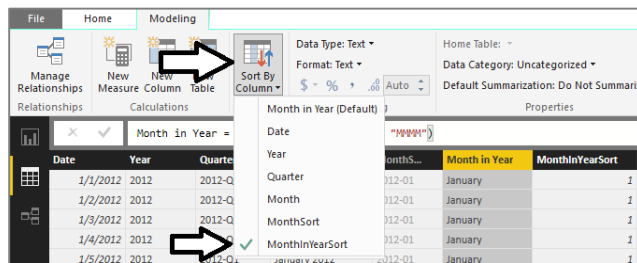 File Home Modeling
Manage Relationships
New Measure
New Column
Table
Sort By Column
Data Type: Text
Format: Text
$ % , .00 Auto
Home Table:
Data Category: Uncategorized
Default Summarization: Do Not Summari
Relationships Calculations Properties
Month in Year = "MMMM")
Month in Year (Default)
Date
Year
Quarter
Month
MonthSort
MonthInYearSort
Date Year Quarte MonthS... Month in Year MonthInYearSort
1/1/2012 2012 2012-Q 2012-01 January 1
1/2/2012 2012 2012-Q 2012-01 January 1
1/3/2012 2012 2012-Q 2012-01 January 1
1/4/2012 2012 2012-01 January 1
1/5/2012 2012 2012-Q1 January 2012 2012-01 January 1